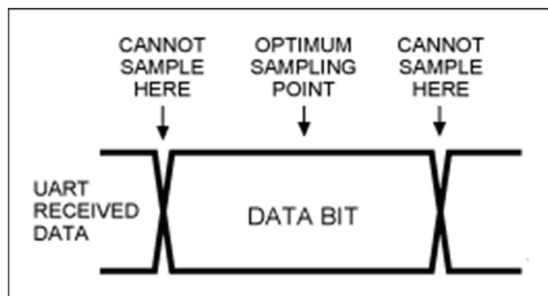 CANNOT
SAMPLE
HERE
OPTIMUM
SAMPLING
POINT
CANNOT
SAMPLE
HERE
UART
RECEIVED
DATA
DATA BIT